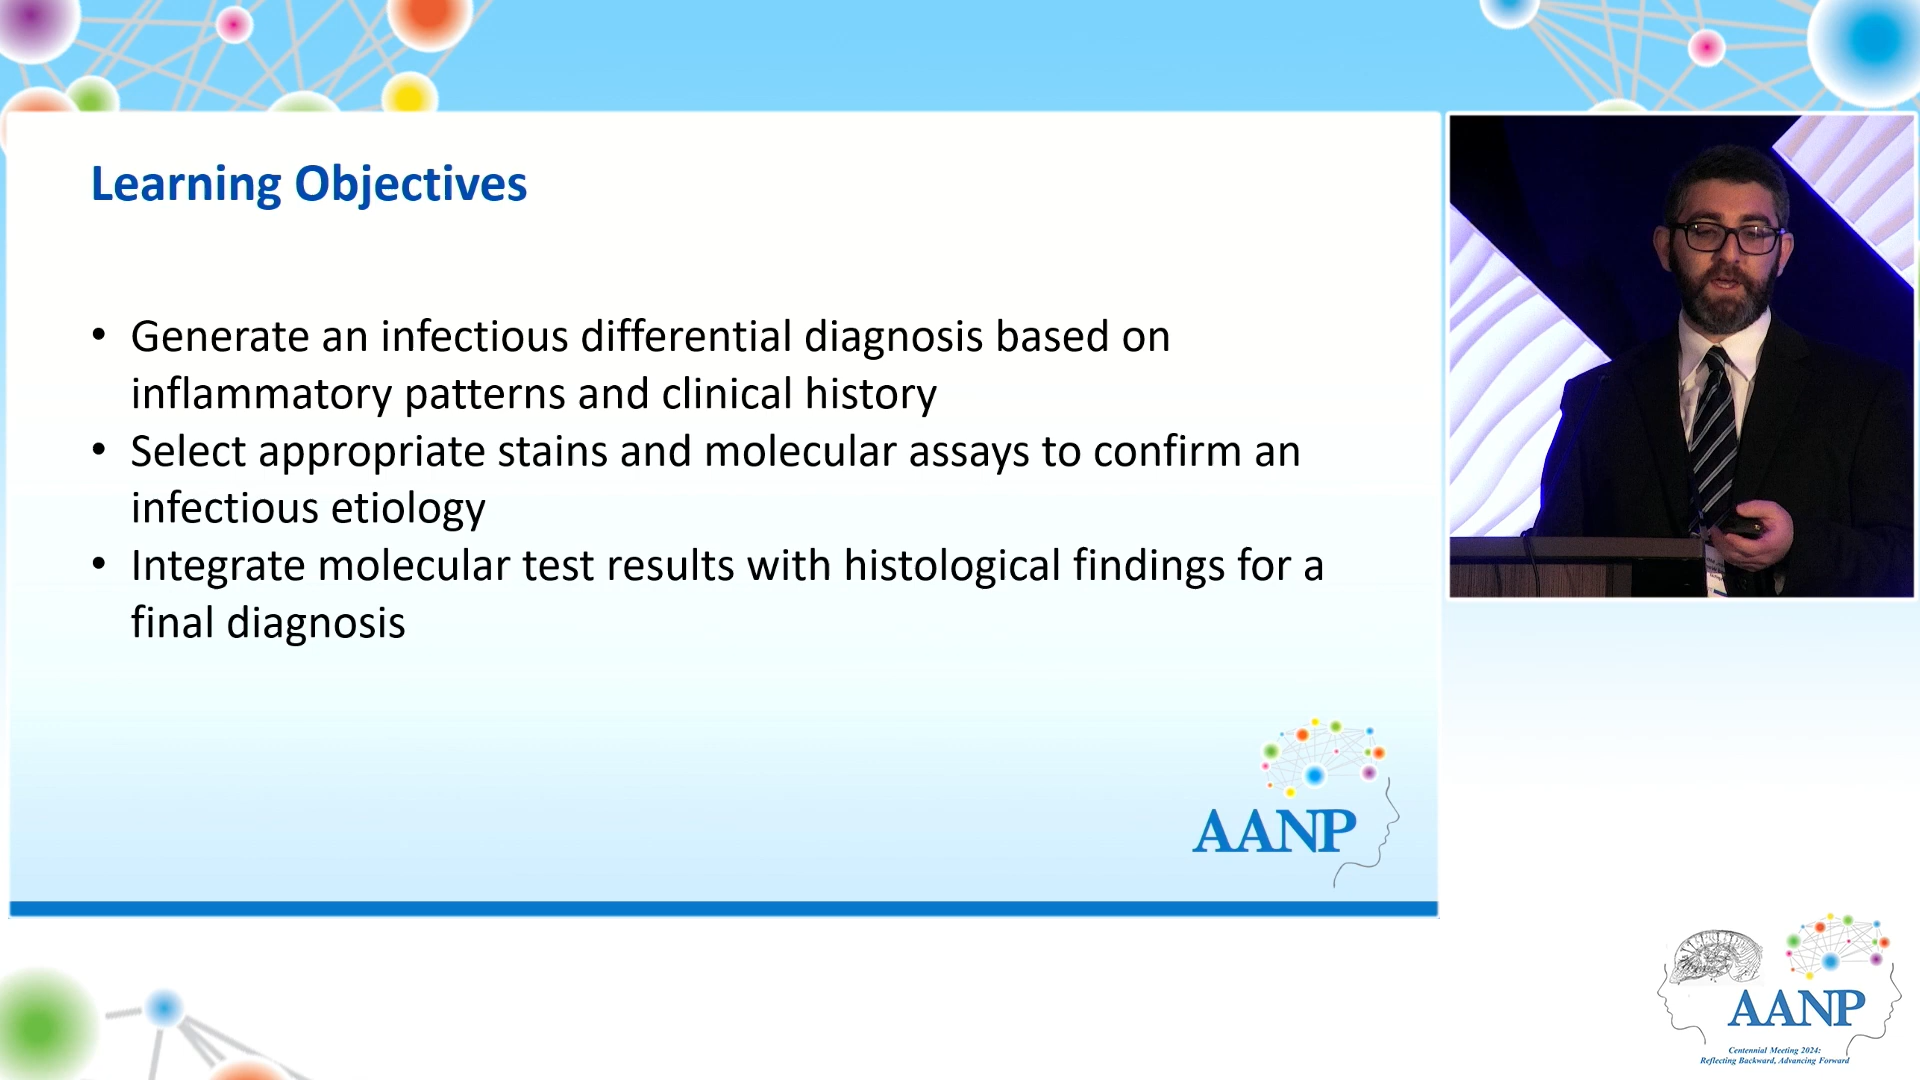 Learning Objectives
• Generate an infectious differential diagnosis based on
inflammatory patterns and clinical history
• Select appropriate stains and molecular assays to confirm an
infectious etiology
• Integrate molecular test results with histological findings for a
final diagnosis
AANP
AANP
Centennial Meeting 2024:
Reflecting Backward, Advancing Forward